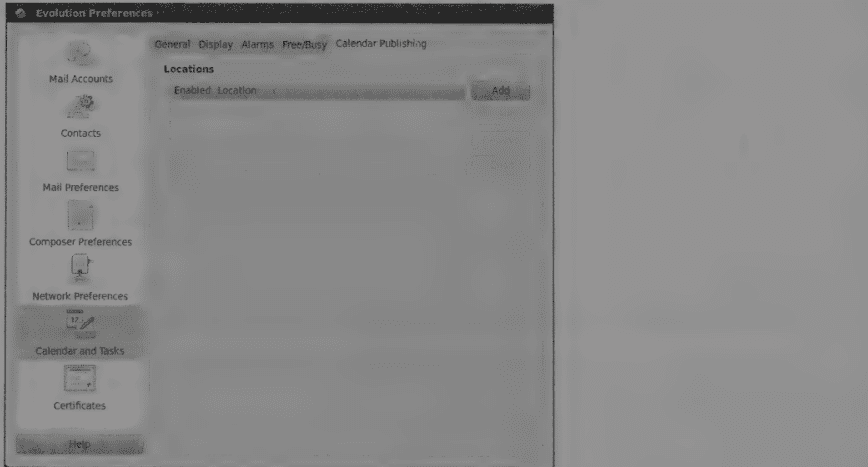 Evolution Preferences
General Display Alarms Free/Busy Calendar Publishing
Locations
Enabled Location
Add
Mail Accounts
Contacts
Mail Preferences
Composer Preferences
Network Preferences
12
Calendar and Tasks
Certificates
Help